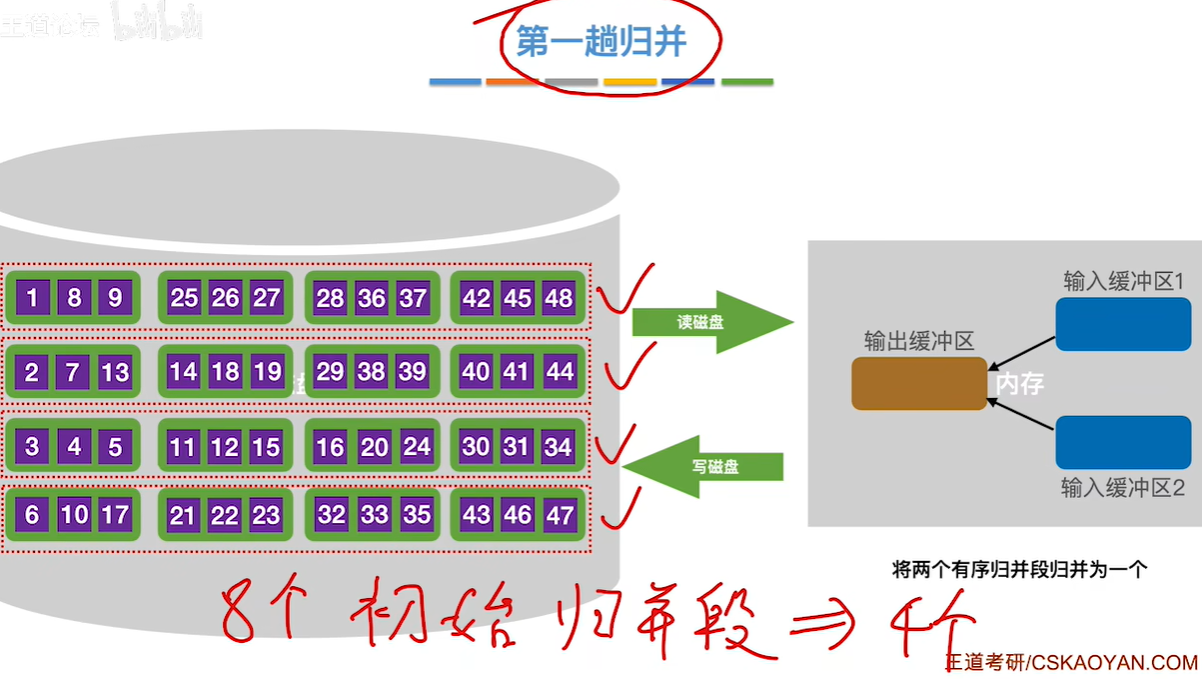 王道论坛 bilibili
第一趟归并
1 8 9 25 26 27 28 36 37 42 45 48
2 7 13 14 18 19 29 38 39 40 41 44
3 4 5 11 12 15 16 20 24 30 31 34
6 10 17 21 22 23 32 33 35 43 46 47
读磁盘
写磁盘
输入缓冲区1
输出缓冲区
内存
输入缓冲区2
将两个有序归并段归并为一个
8个 初始 归并段 ⇒ 4个
王道考研/CSKAOYAN.COM